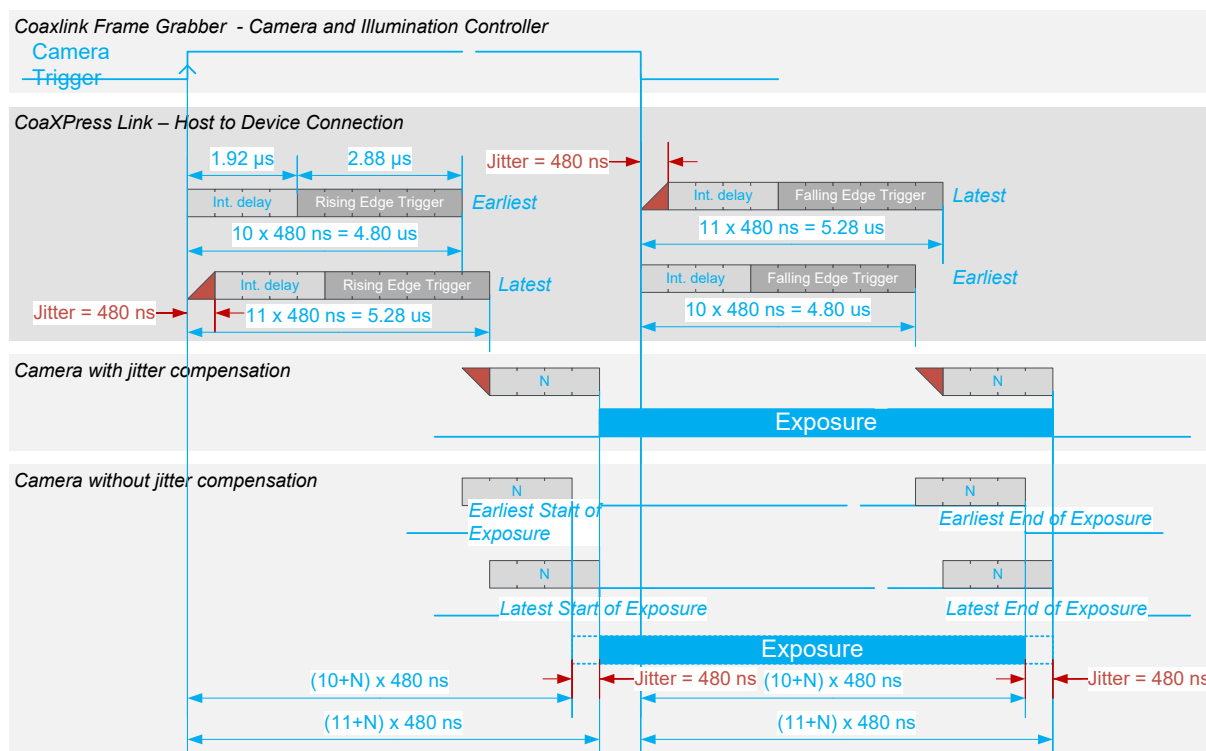 Coaxlink Frame Grabber - Camera and Illumination Controller
Camera
Trigger
CoaXPress Link – Host to Device Connection
1.92 µs
2.88 µs
Jitter = 480 ns
Int. delay
Rising Edge Trigger
Earliest
Int. delay
Falling Edge Trigger
Latest
10 x 480 ns = 4.80 us
11 x 480 ns = 5.28 us
Int. delay
Rising Edge Trigger
Latest
Int. delay
Falling Edge Trigger
Earliest
Jitter = 480 ns
11 x 480 ns = 5.28 us
10 x 480 ns = 4.80 us
Camera with jitter compensation
N
N
Exposure
Camera without jitter compensation
N
N
Earliest Start of
Exposure
Earliest End of Exposure
N
N
Latest Start of Exposure
Latest End of Exposure
Exposure
(10+N) x 480 ns
Jitter = 480 ns
(10+N) x 480 ns
Jitter = 480 ns
(11+N) x 480 ns
(11+N) x 480 ns